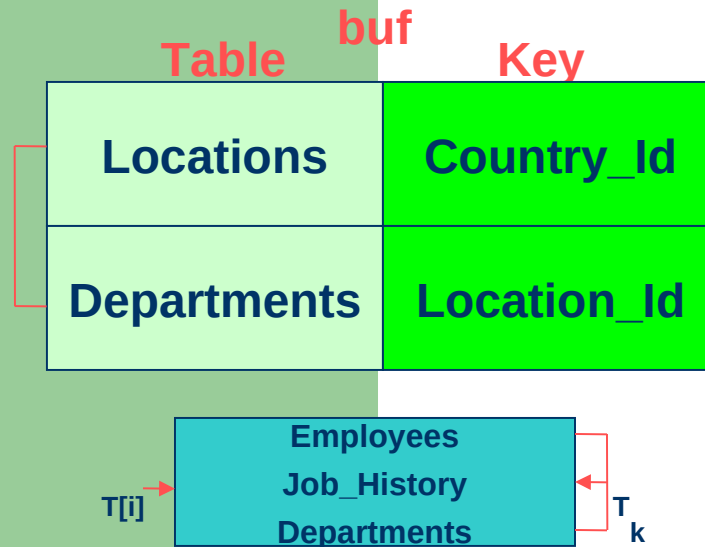 buf
Table Key
Locations Country_Id
Departments Location_Id
Employees
Job_History
Departments
T[i]
T
k